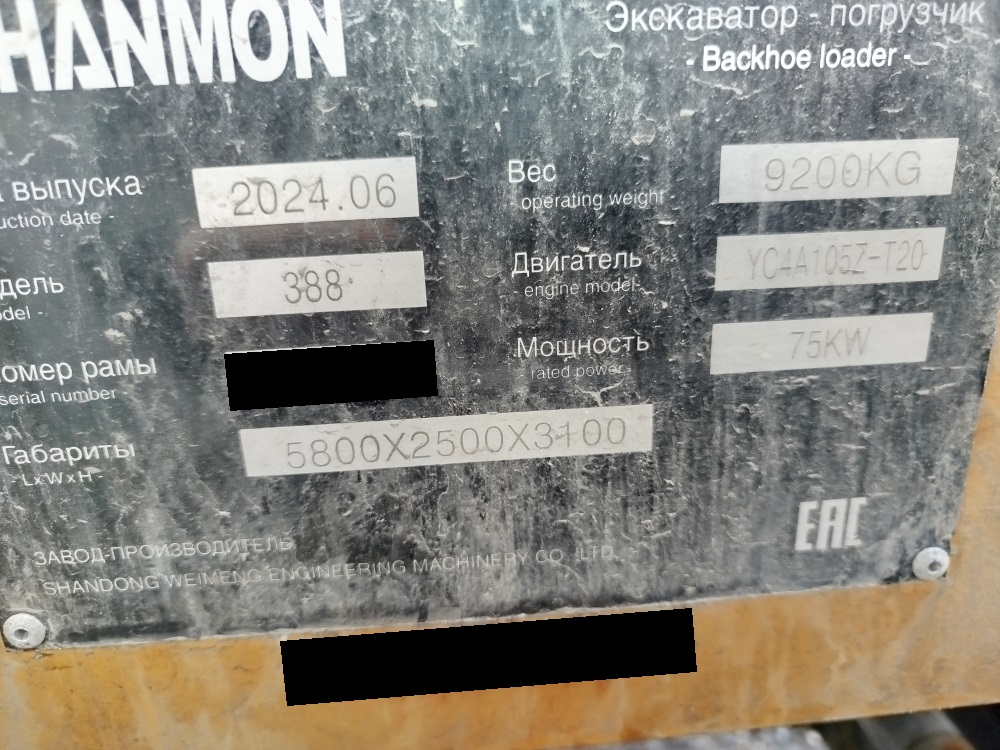 HANMON
Экскаватор - погрузчик
- Backhoe loader -
выпуска 2024.06
uction date -
дель 388
odel -
омер рамы
serial number
Габариты 5800X2500X3100
- LxWxH -
Вес 9200KG
operating weight -
Двигатель YC4A105Z-T20
- engine model -
Мощность 75KW
- rated power -
ЗАВОД-ПРОИЗВОДИТЕЛЬ
SHANDONG WEIMENG ENGINEERING MACHINERY CO .,LTD.
EAC